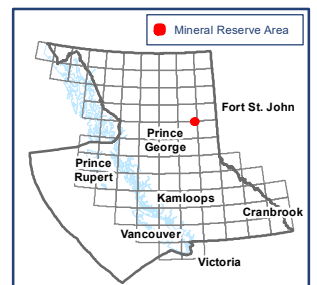 Mineral Reserve Area
Fort St. John
Prince
George
Prince
Rupert
Kamloops
Cranbrook
Vancouver
Victoria